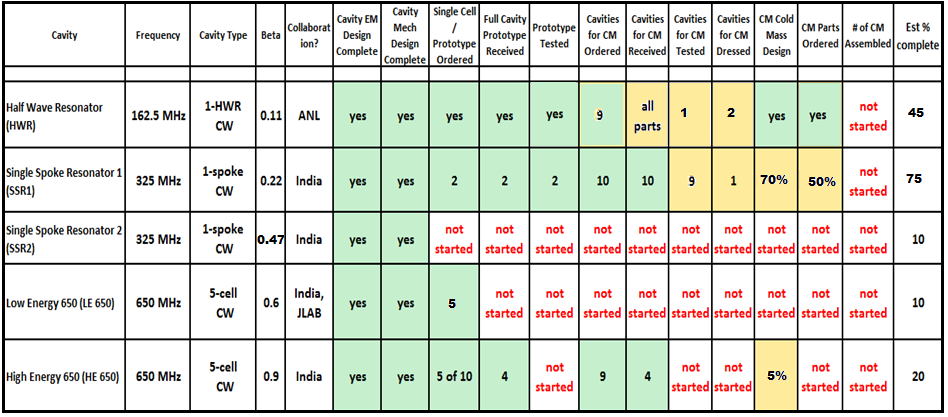 Cavity Frequency Cavity Type Beta Collaborat ion? Cavity EM Design Complete Cavity Mech Design Complete Single Cell / Prototype Ordered Full Cavity Prototype Received Prototype Tested Cavities for CM Ordered Cavities for CM Received Cavities for CM Tested Cavities for CM Dressed CM Cold Mass Design CM Parts Ordered # of CM Assembled Est % complete
Half Wave Resonator (HWR) 162.5 MHz 1-HWR CW 0.11 ANL yes yes yes yes yes 9 all parts 1 2 yes yes not started 45
Single Spoke Resonator 1 (SSR1) 325 MHz 1-spoke CW 0.22 India yes yes 2 2 2 10 10 9 1 70% 50% not started 75
Single Spoke Resonator 2 (SSR2) 325 MHz 1-spoke CW 0.47 India yes yes not started not started not started not started not started not started not started not started not started not started 10
Low Energy 650 (LE 650) 650 MHz 5-cell CW 0.6 India, JLAB yes yes 5 not started not started not started not started not started not started not started not started not started 10
High Energy 650 (HE 650) 650 MHz 5-cell CW 0.9 India yes yes 5 of 10 4 not started 9 4 not started not started 5% not started not started 20